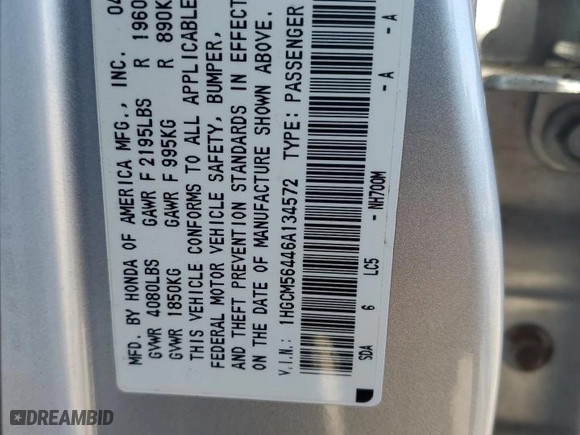 MFD. BY HONDA OF AMERICA MFG., INC. 04
GVWR 4080LBS GAWR F 2195LBS R 1960
GVWR 1850KG GAWR F 995KG R 890K
THIS VEHICLE CONFORMS TO ALL APPLICABLE
FEDERAL MOTOR VEHICLE SAFETY, BUMPER,
AND THEFT PREVENTION STANDARDS IN EFFECT
ON THE DATE OF MANUFACTURE SHOWN ABOVE.
V.I.N.: 1HGCM56446A134572 TYPE: PASSENGER
SDA 6 LC5 - NH700M - A - A
DREAMBID